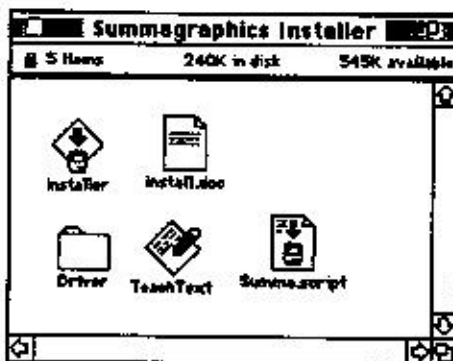 Summagraphics Installer
5 items 240K in disk 545K available
Installer install.doc
Driver TeachText Summa.script